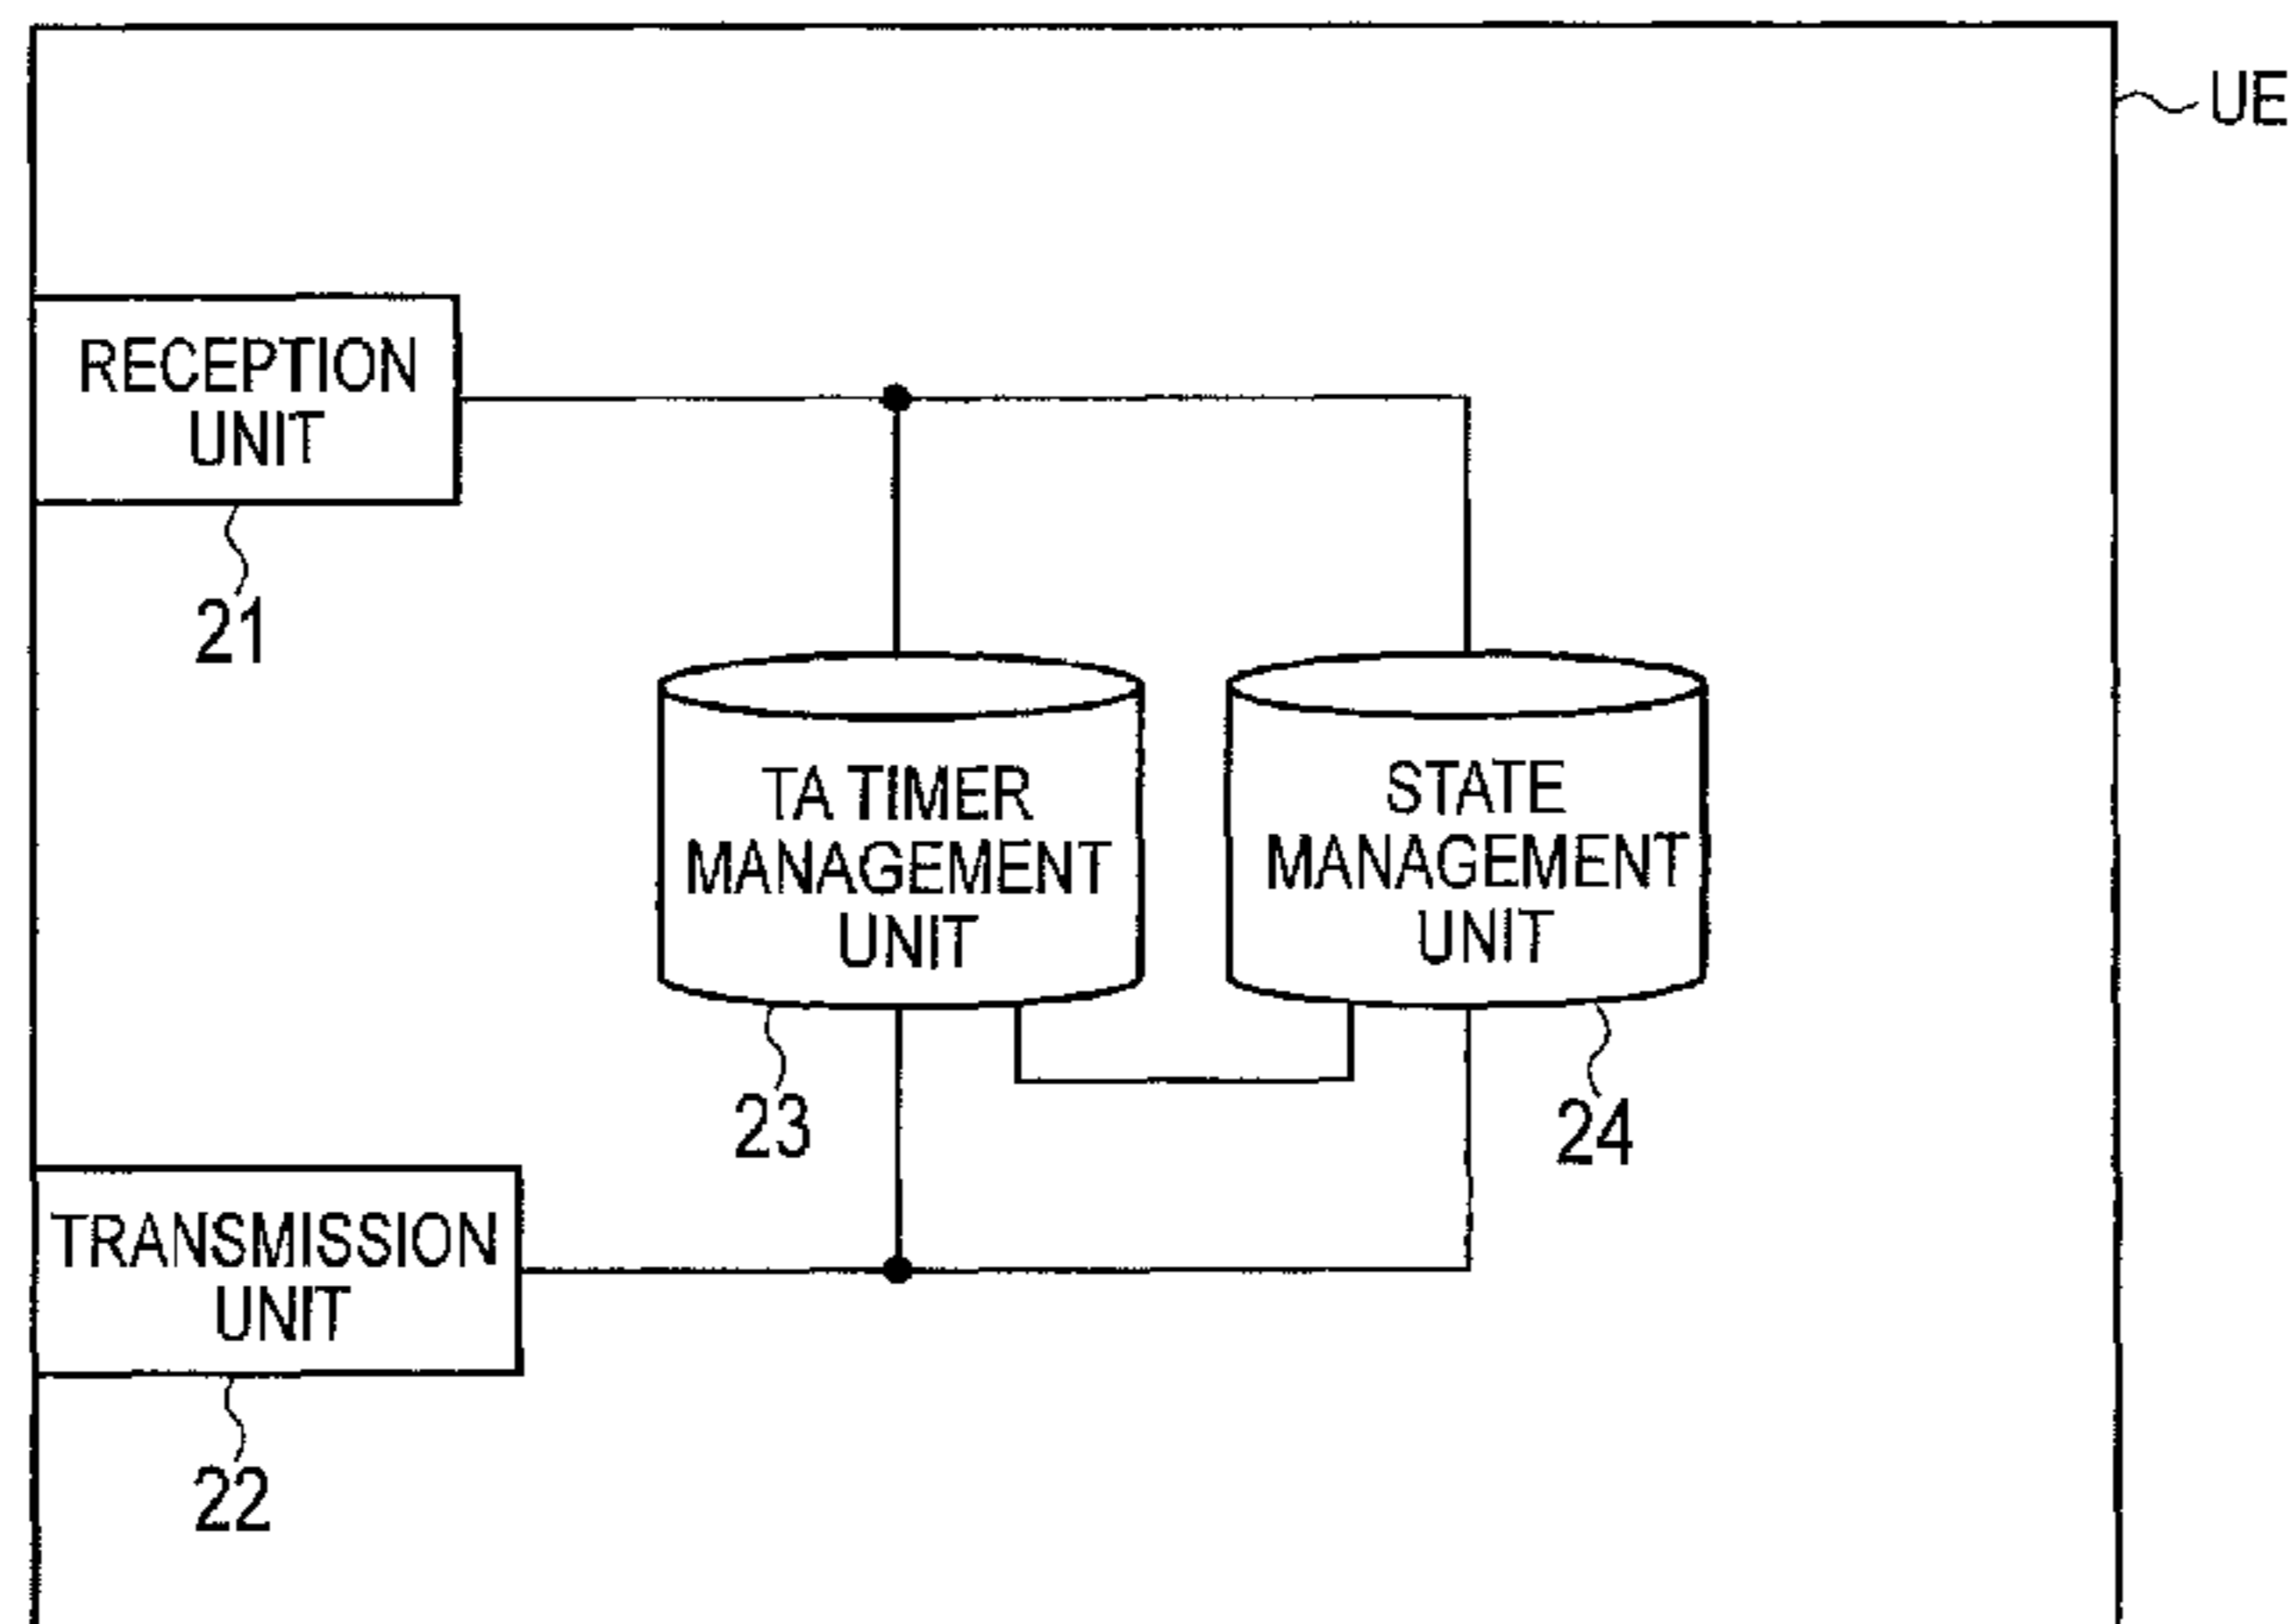 UE
RECEPTION
UNIT
21
TA TIMER
MANAGEMENT
UNIT
23
STATE
MANAGEMENT
UNIT
24
TRANSMISSION
UNIT
22